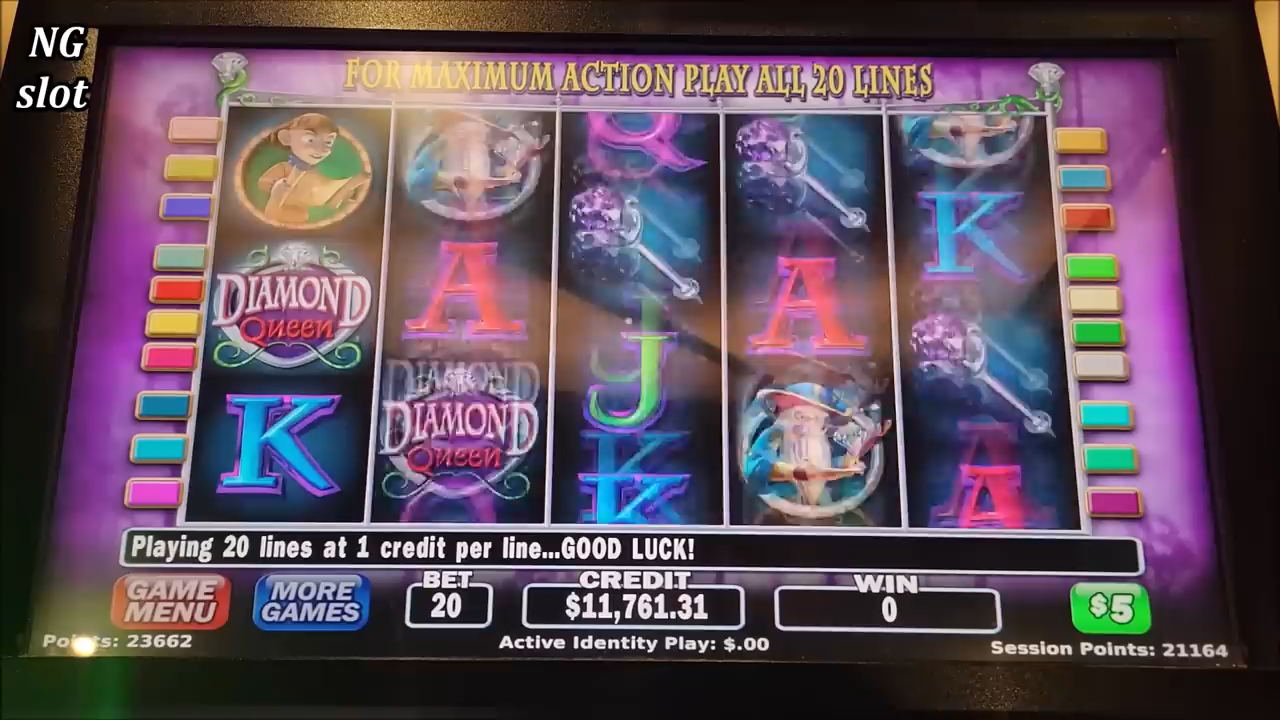 NG
slot
FOR MAXIMUM ACTION PLAY ALL 20 LINES
Q
K
DIAMOND
Queen
A
J
A
K
DIAMOND
DIAMOND
Queen
K
K
A
A
Playing 20 lines at 1 credit per line...GOOD LUCK!
GAME
MENU
MORE
GAMES
BET
20
CREDIT
$11,761.31
WIN
0
$5
Points: 23662
Active Identity Play: $.00
Session Points: 21164